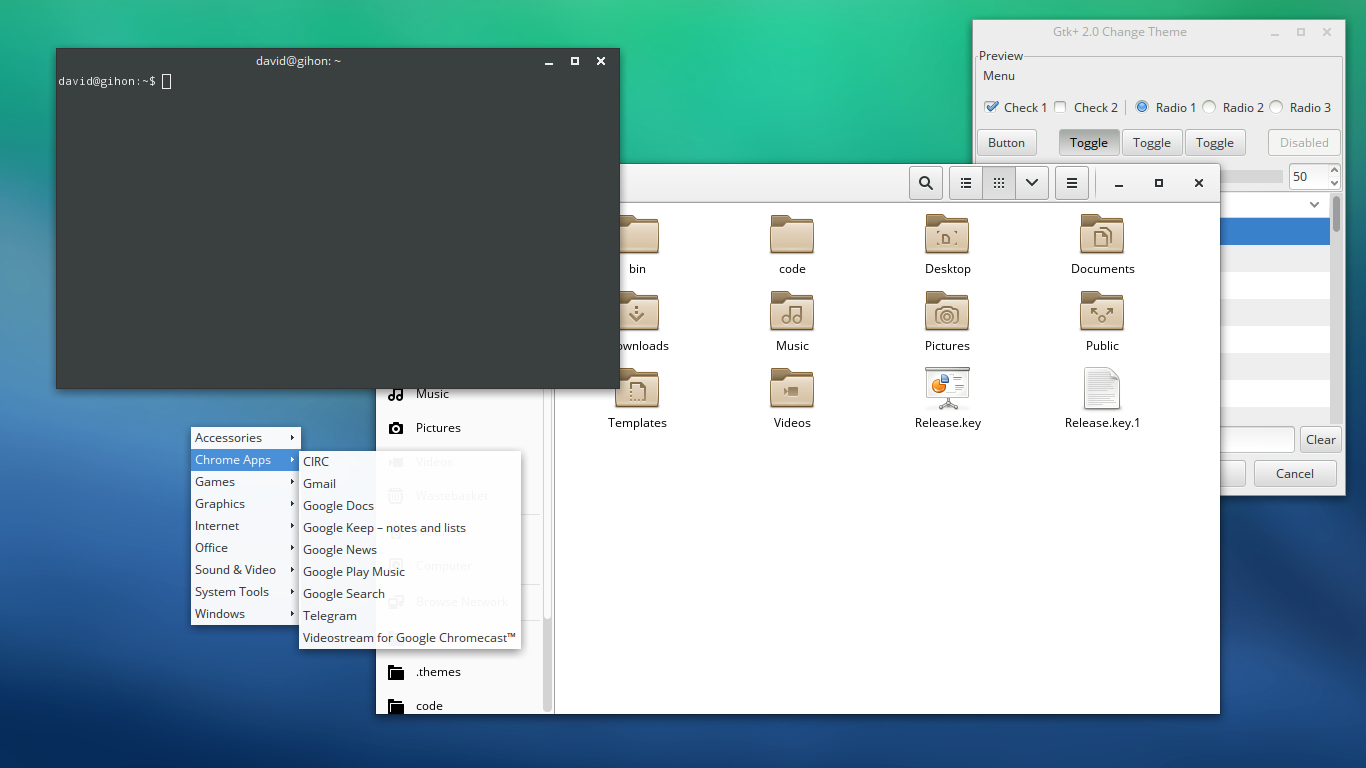 Gtk+ 2.0 Change Theme
Preview
Menu
Check 1 Check 2 Radio 1 Radio 2 Radio 3
Button Toggle Toggle Toggle Disabled
50
Clear
Cancel
david@gihon: ~
david@gihon:~$
bin code Desktop Documents
ownloads Music Pictures Public
Templates Videos Release.key Release.key.1
Music
Pictures
Videos
Wastebasket
Computer
Browse Network
.themes
code
Accessories
Chrome Apps
Games
Graphics
Internet
Office
Sound & Video
System Tools
Windows
CIRC
Gmail
Google Docs
Google Keep – notes and lists
Google News
Google Play Music
Google Search
Telegram
Videostream for Google Chromecast™